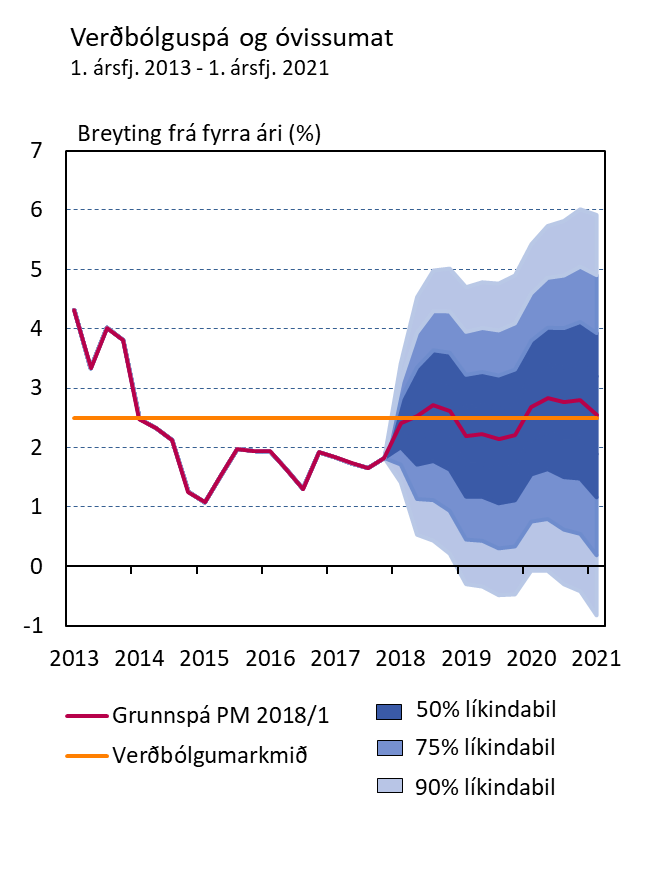 Verðbólguspá og óvissumat
1. ársfj. 2013 - 1. ársfj. 2021
Breyting frá fyrra ári (%)
7
6
5
4
3
2
1
0
-1
2013 2014 2015 2016 2017 2018 2019 2020 2021
Grunnspá PM 2018/1
Verðbólgumarkmið
50% líkindabil
75% líkindabil
90% líkindabil